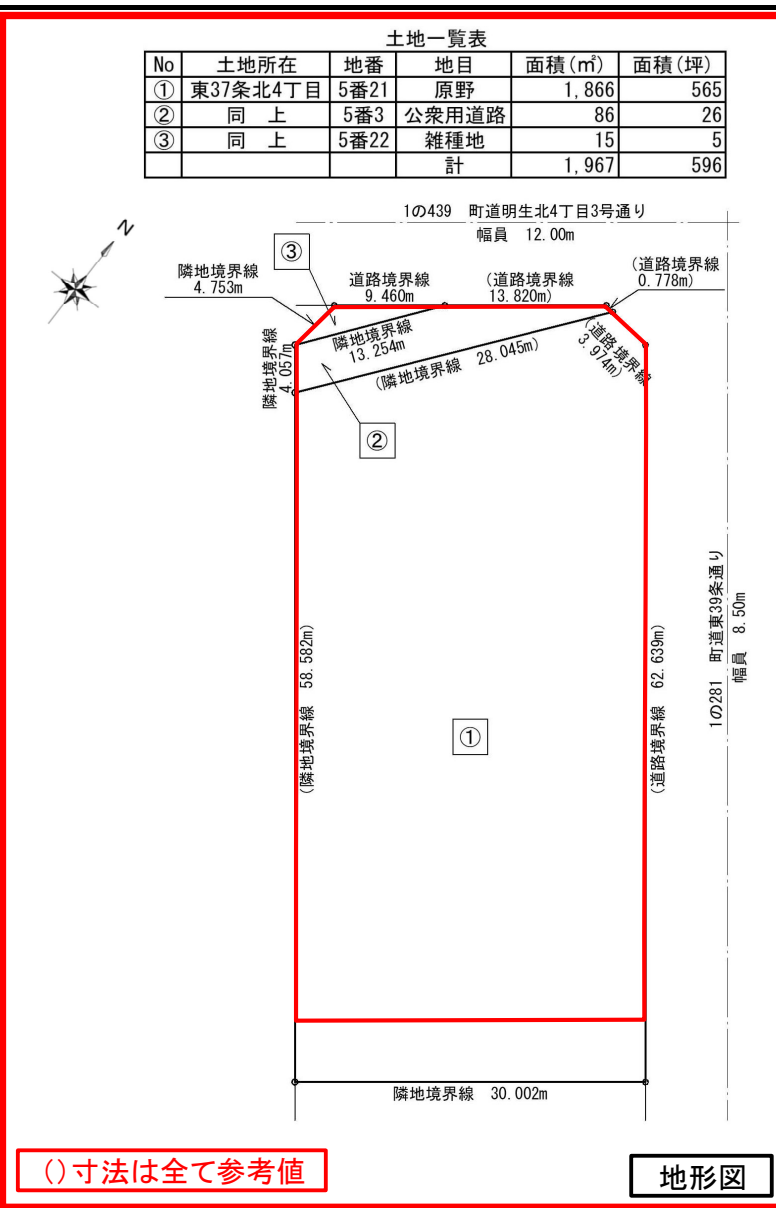 土地一覧表
No 土地所在 地番 地目 面積(㎡) 面積(坪)
① 東37条北4丁目 5番21 原野 1,866 565
② 同 上 5番3 公衆用道路 86 26
③ 同 上 5番22 雑種地 15 5
計 1,967 596
1の439 町道明生北4丁目3号通り
幅員 12.00m
N
③
隣地境界線
4.753m
道路境界線
9.460m
(道路境界線
13.820m)
(道路境界線
0.778m)
隣地境界線
4.057m
隣地境界線
13.254m
(隣地境界線 28.045m)
(道路境界線
3.974m)
②
(隣地境界線 58.582m)
①
(道路境界線 62.639m)
1の281 町道東39条通り
幅員 8.50m
隣地境界線 30.002m
()寸法は全て参考値
地形図